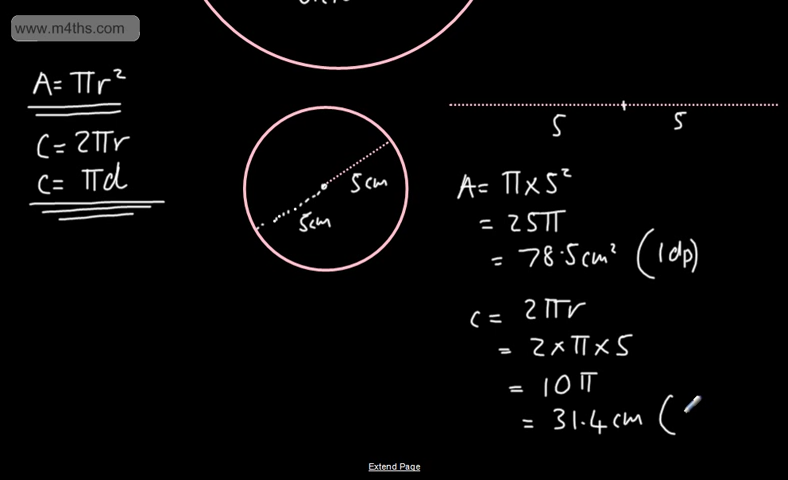 www.m4ths.com
A = πr²
C = 2πr
C = πd
5cm
5cm
5 5
A = π × 5²
= 25π
= 78.5cm² (1dp)
C = 2πr
= 2 × π × 5
= 10π
= 31.4cm (
Extend Page